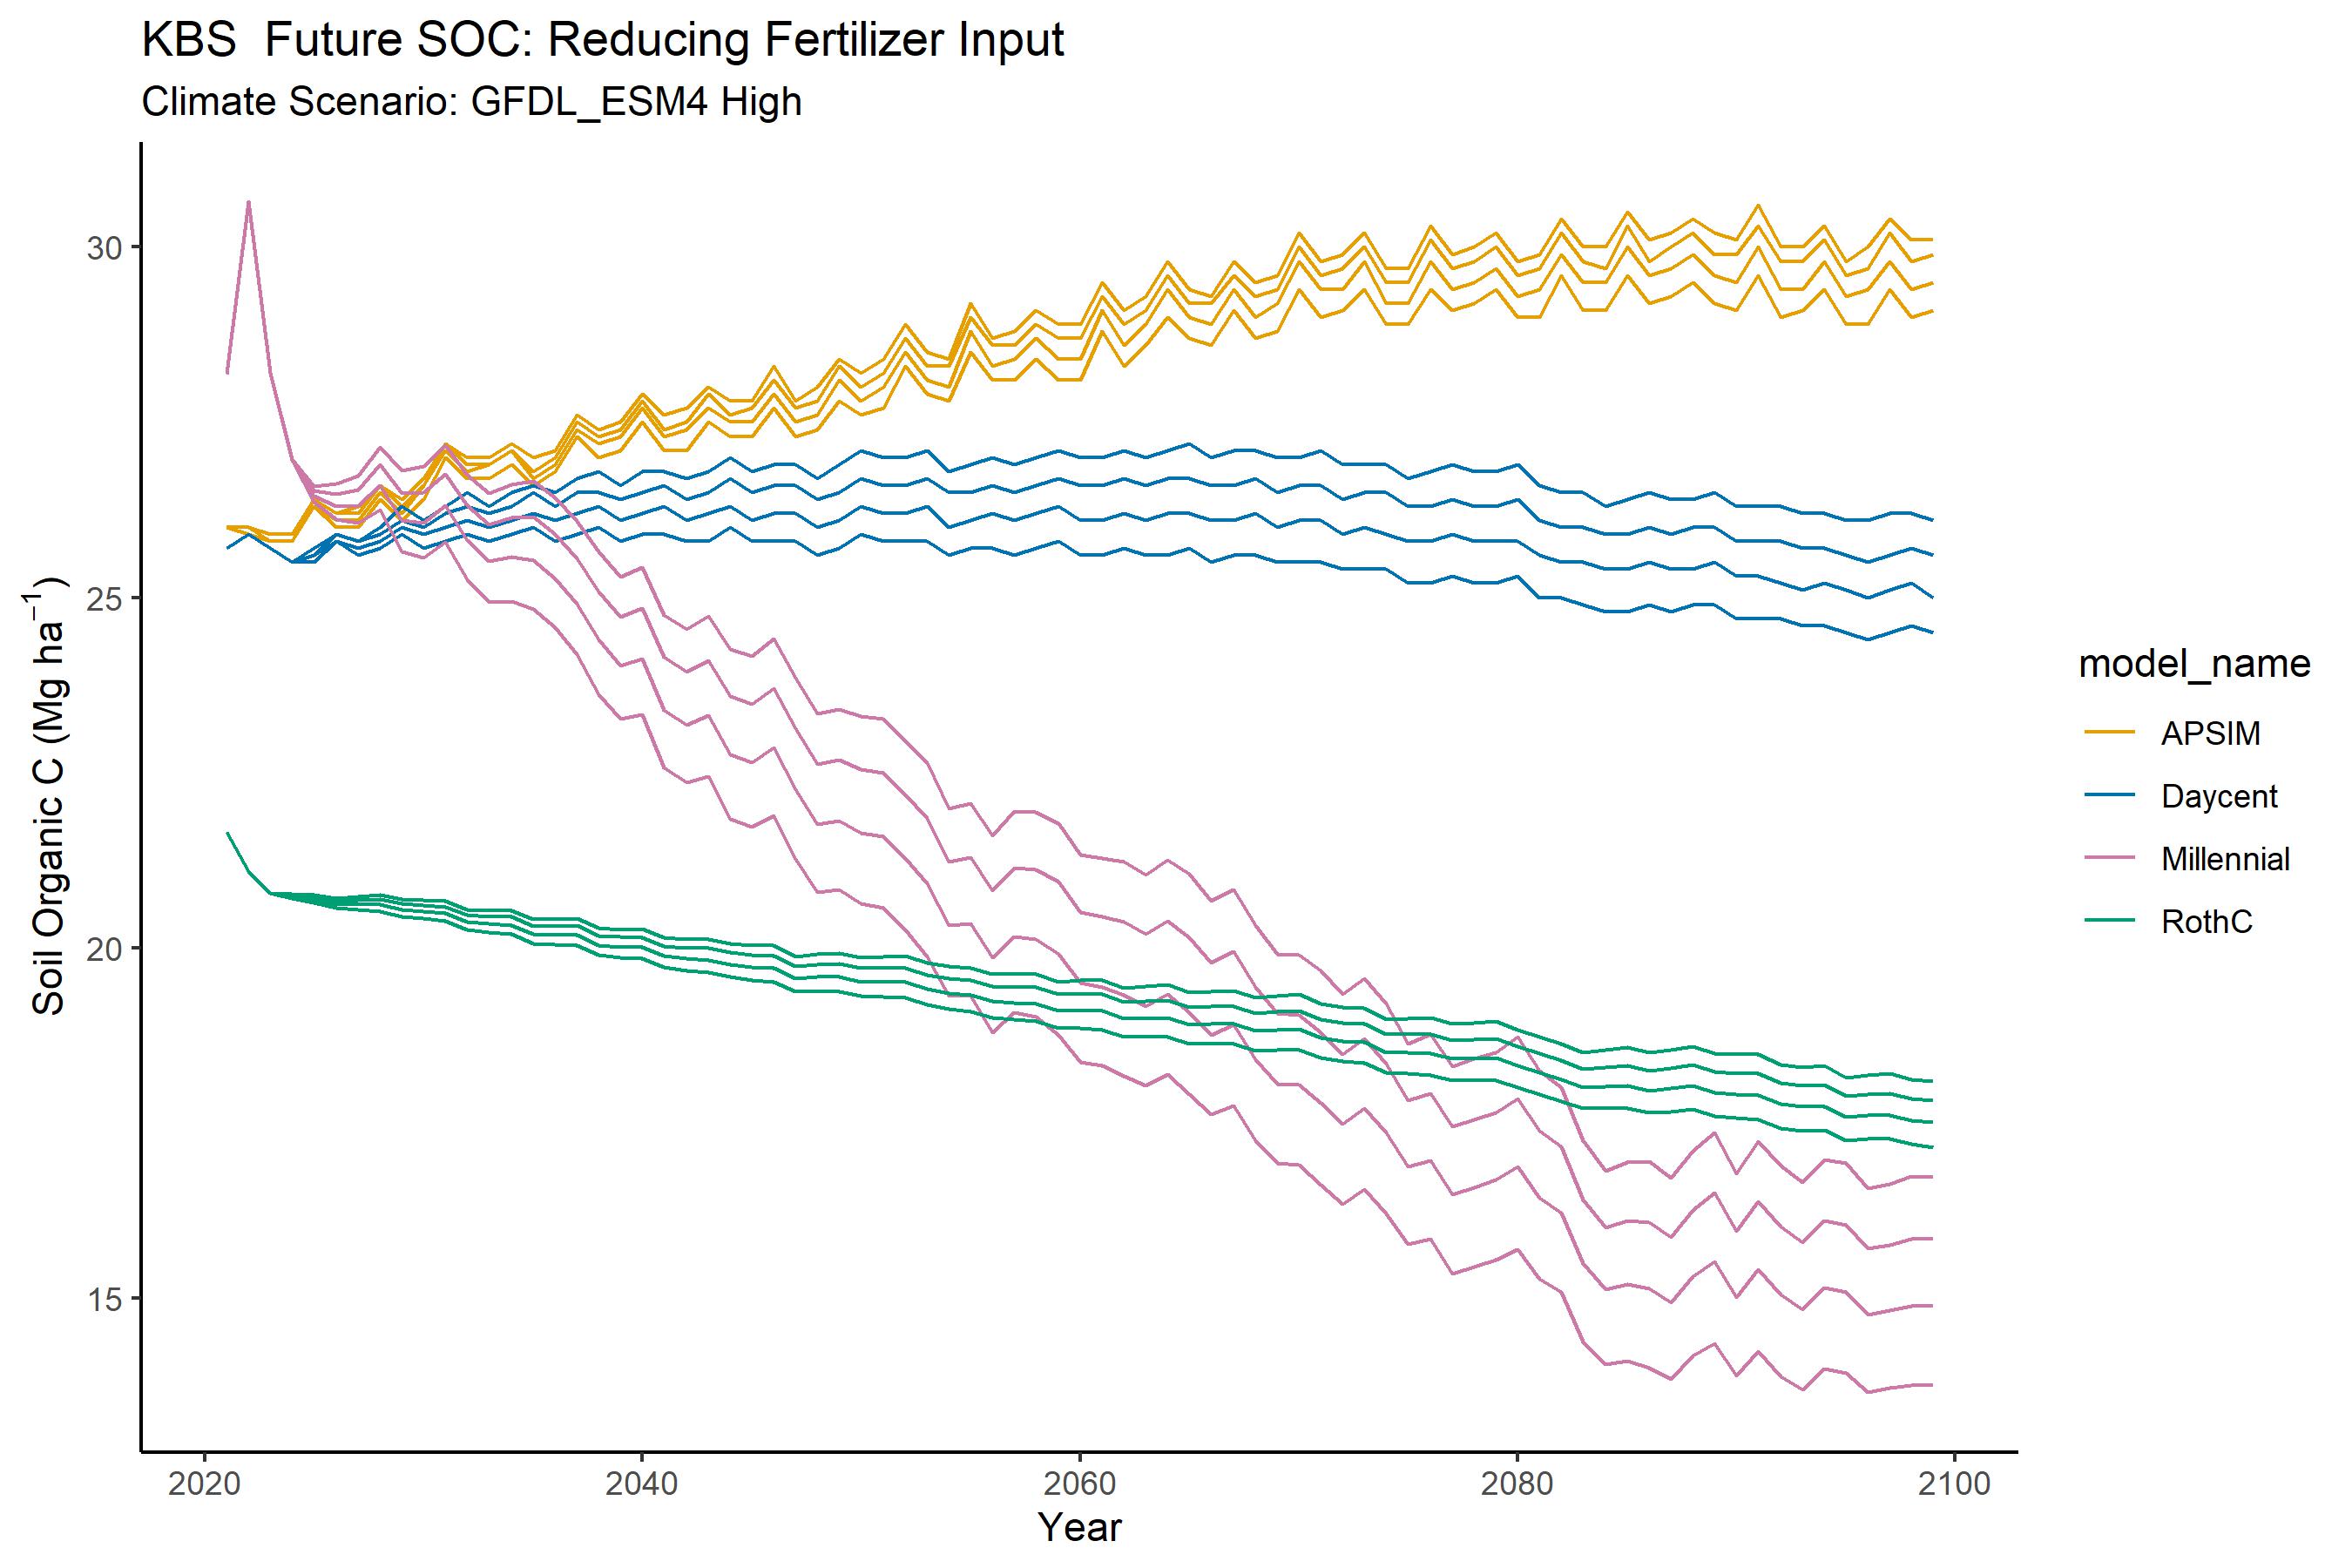 KBS  Future SOC: Reducing Fertilizer Input
Climate Scenario: GFDL_ESM4 High
Soil Organic C (Mg ha⁻¹)
30
25
20
15
2020 2040 2060 2080 2100
Year
model_name
APSIM
Daycent
Millennial
RothC